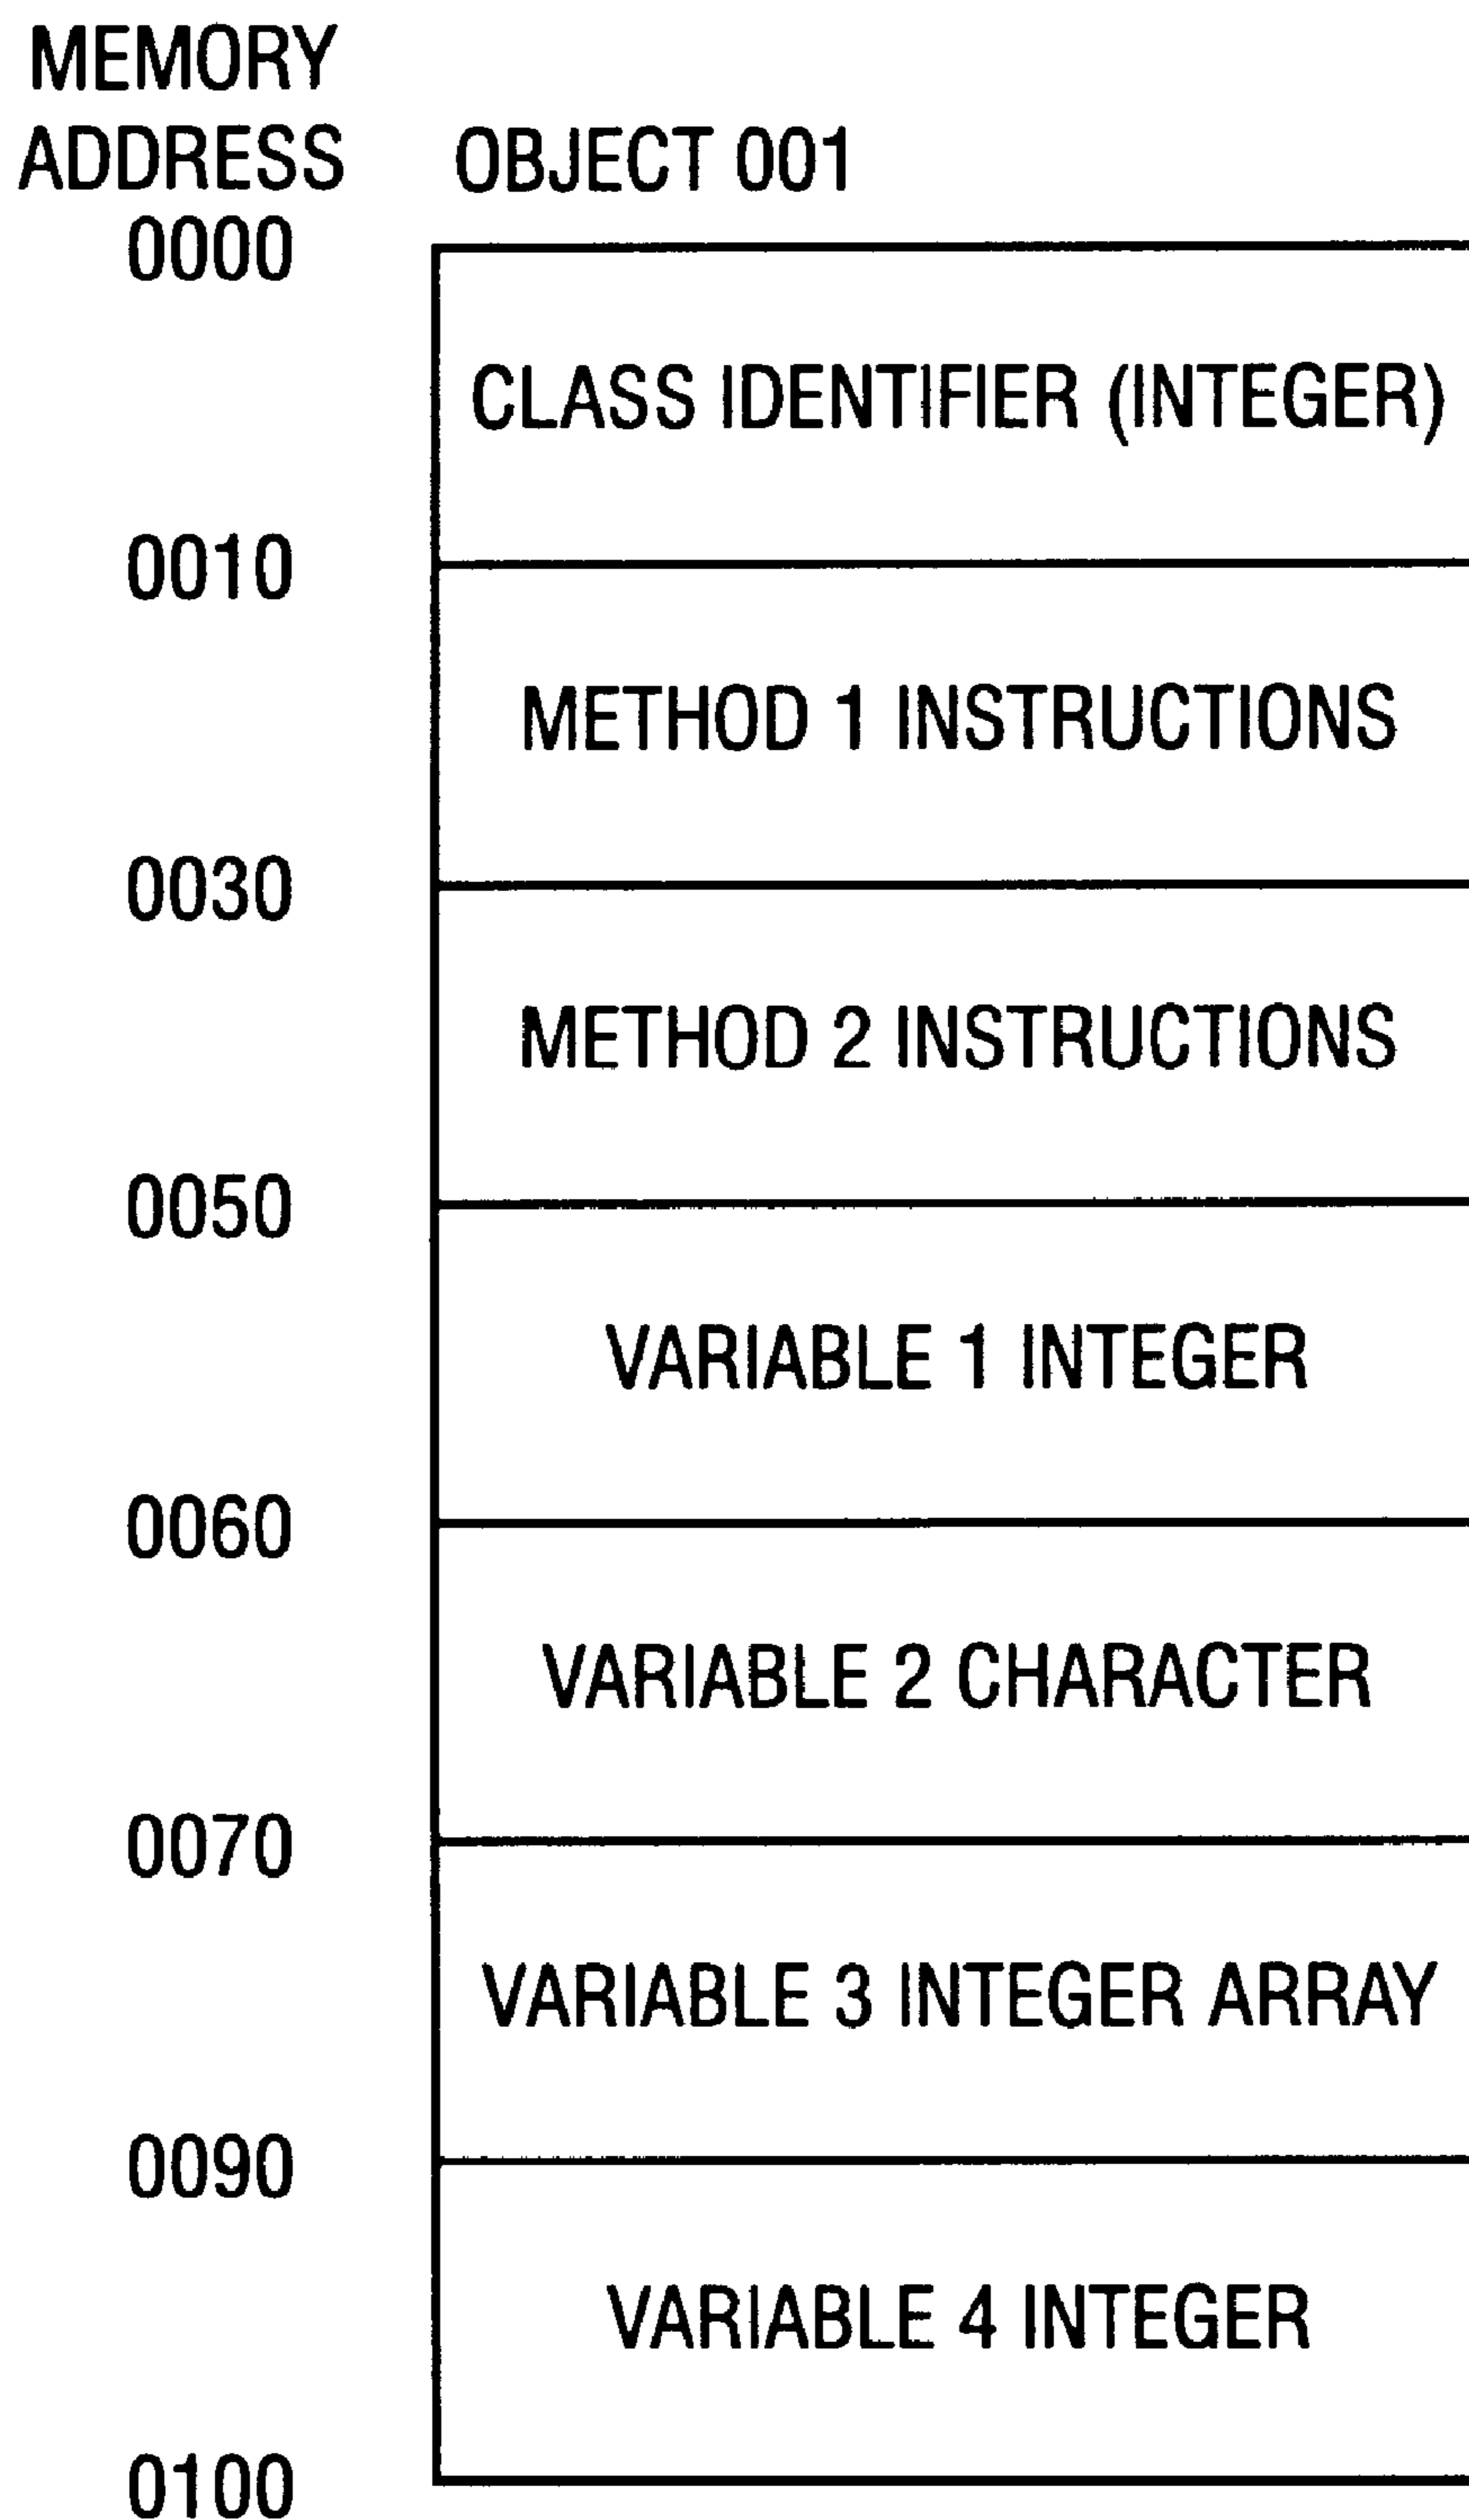 MEMORY
ADDRESS
OBJECT 001
0000
CLASS IDENTIFIER (INTEGER)
0010
METHOD 1 INSTRUCTIONS
0030
METHOD 2 INSTRUCTIONS
0050
VARIABLE 1 INTEGER
0060
VARIABLE 2 CHARACTER
0070
VARIABLE 3 INTEGER ARRAY
0090
VARIABLE 4 INTEGER
0100